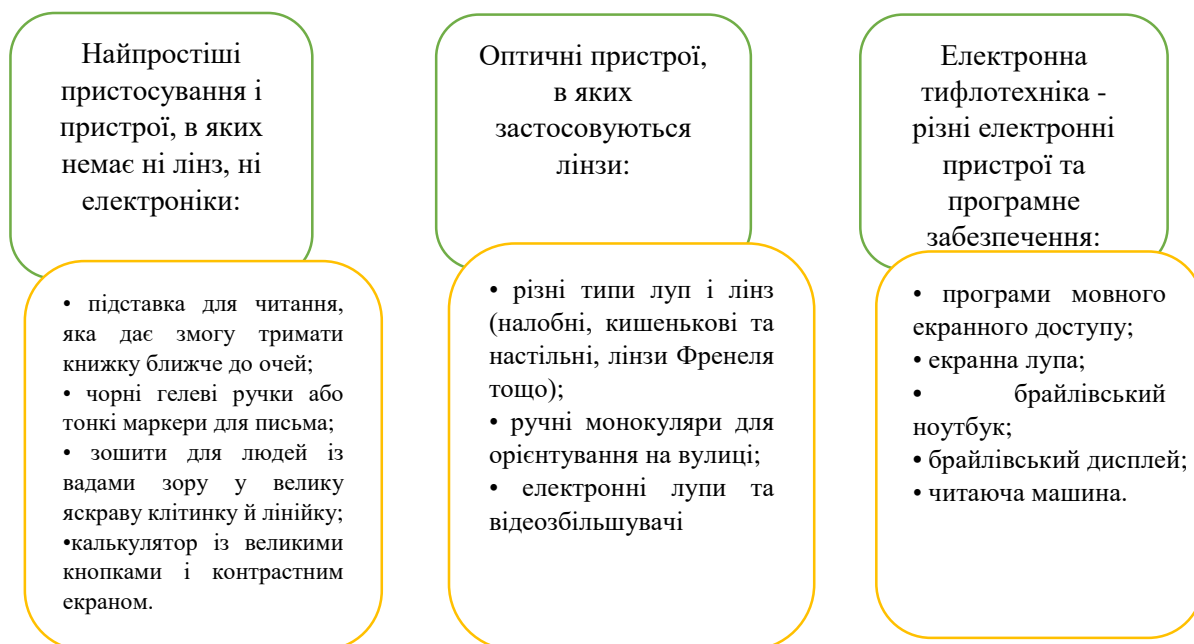 Найпростіші
пристосування і
пристрої, в яких
немає ні лінз, ні
електроніки:
• підставка для читання,
яка дає змогу тримати
книжку ближче до очей;
• чорні гелеві ручки або
тонкі маркери для письма;
• зошити для людей із
вадами зору у велику
яскраву клітинку й лінійку;
•калькулятор із великими
кнопками і контрастним
екраном.
Оптичні пристрої,
в яких
застосовуються
лінзи:
• різні типи луп і лінз
(налобні, кишенькові та
настільні, лінзи Френеля
тощо);
• ручні монокуляри для
орієнтування на вулиці;
• електронні лупи та
відеозбільшувачі
Електронна
тифлотехніка -
різні електронні
пристрої та
програмне
забезпечення:
• програми мовного
екранного доступу;
• екранна лупа;
• брайлівський
ноутбук;
• брайлівський дисплей;
• читаюча машина.